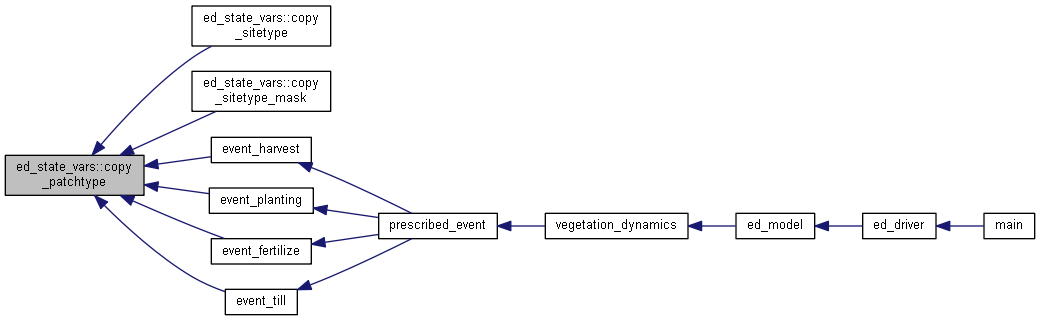 ed_state_vars::copy
_sitetype
ed_state_vars::copy
_sitetype_mask
ed_state_vars::copy
_patchtype
event_harvest
event_planting
event_fertilize
event_till
prescribed_event
vegetation_dynamics
ed_model
ed_driver
main